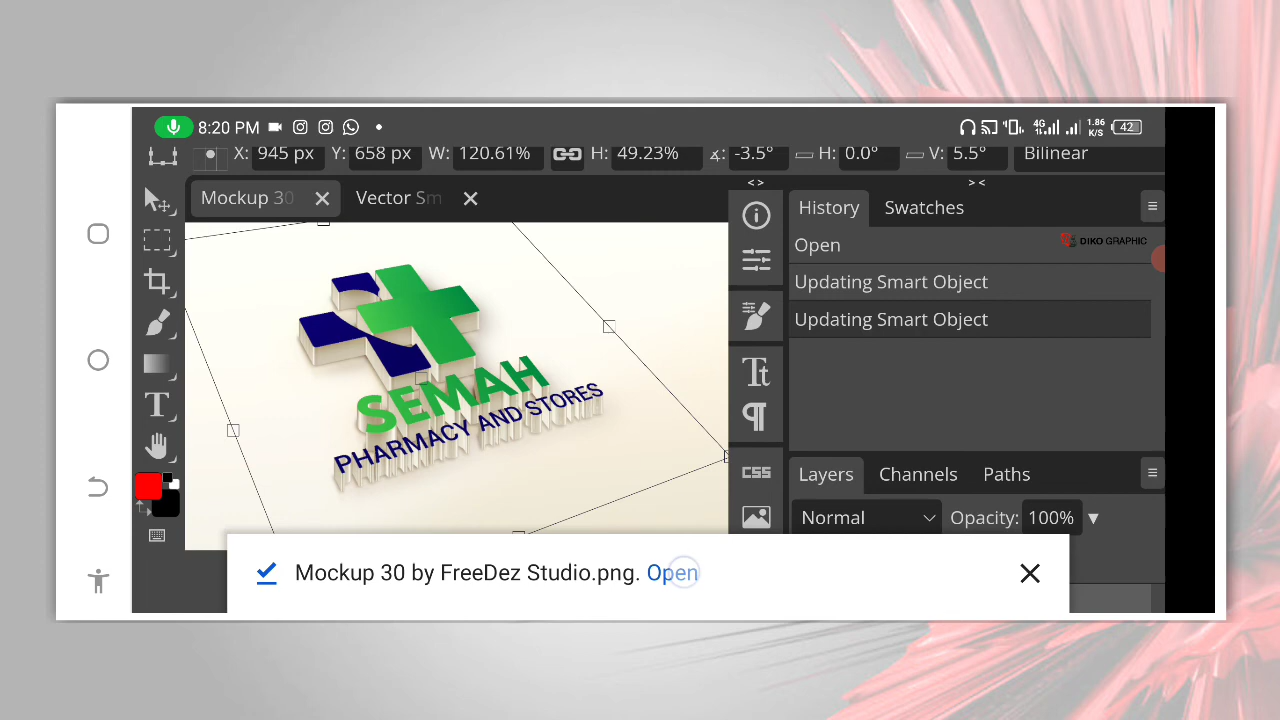 8:20 PM
4G
1.86
K/S
42
X: 945 px Y: 658 px W: 120.61% H: 49.23% -3.5° H: 0.0° V: 5.5° Bilinear
< > > <
Mockup 30 Vector Sm
History Swatches
Open
DIKO GRAPHIC
Updating Smart Object
Updating Smart Object
SEMAH
PHARMACY AND STORES
CSS
Layers Channels Paths
Normal Opacity: 100%
Mockup 30 by FreeDez Studio.png. Open